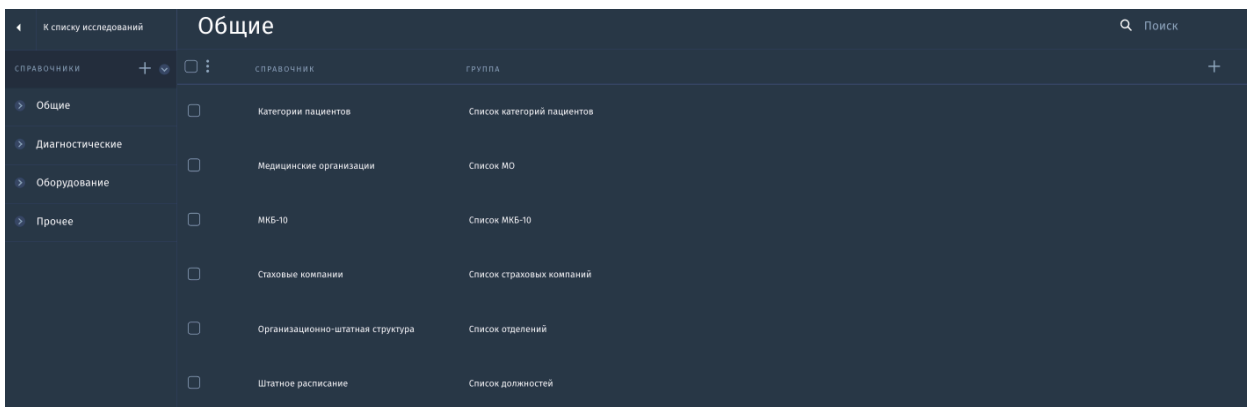 К списку исследований
Общие
Поиск
СПРАВОЧНИКИ
СПРАВОЧНИК ГРУППА
Общие
Диагностические
Оборудование
Прочее
Категории пациентов Список категорий пациентов
Медицинские организации Список МО
МКБ-10 Список МКБ-10
Стаховые компании Список страховых компаний
Организационно-штатная структура Список отделений
Штатное расписание Список должностей